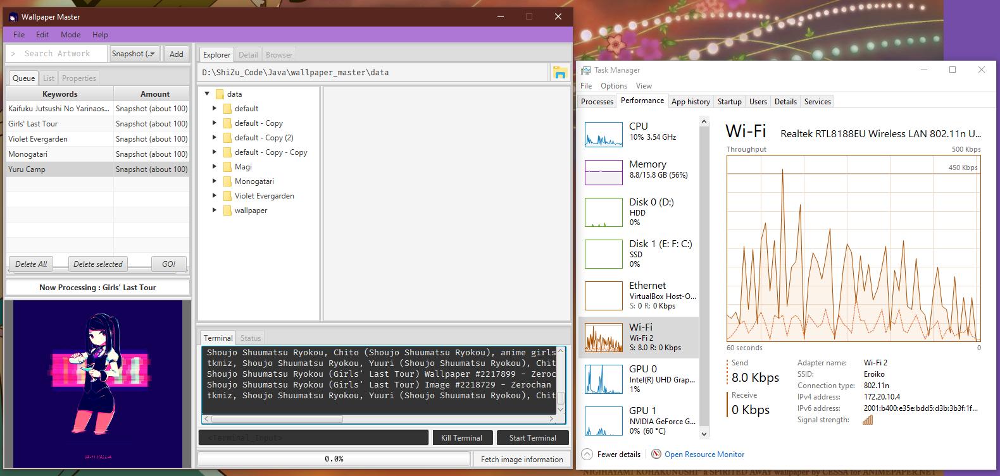 Wallpaper Master
File Edit Mode Help
> Search Artwork
Snapshot (...
Add
Queue List Properties
Keywords Amount
Kaifuku Jutsushi No Yarinaos... Snapshot (about 100)
Girls' Last Tour Snapshot (about 100)
Violet Evergarden Snapshot (about 100)
Monogatari Snapshot (about 100)
Yuru Camp Snapshot (about 100)
Delete All Delete selected GO!
Now Processing : Girls' Last Tour
VA-11 HALL-A
Explorer Detail Browser
D:\ShiZu_Code\Java\wallpaper_master\data
data
default
default - Copy
default - Copy (2)
default - Copy - Copy
Magi
Monogatari
Violet Evergarden
wallpaper
Terminal Status
Shoujo Shuumatsu Ryokou, Chito (Shoujo Shuumatsu Ryokou), anime girls
tkmiz, Shoujo Shuumatsu Ryokou, Yuuri (Shoujo Shuumatsu Ryokou), Chit
Shoujo Shuumatsu Ryokou (Girls' Last Tour) Wallpaper #2217899 - Zeroc
Shoujo Shuumatsu Ryokou (Girls' Last Tour) Image #2218729 - Zerochan
tkmiz, Shoujo Shuumatsu Ryokou, Yuuri (Shoujo Shuumatsu Ryokou), Chit
<Terminal_Input>
Kill Terminal Start Terminal
0.0%
Fetch image information
Task Manager
File Options View
Processes Performance App history Startup Users Details Services
CPU
10% 3.54 GHz
Memory
8.8/15.8 GB (56%)
Disk 0 (D:)
HDD
0%
Disk 1 (E: F: C:)
SSD
0%
Ethernet
VirtualBox Host-O...
S: 0 R: 0 Kbps
Wi-Fi
Wi-Fi 2
S: 8.0 R: 0 Kbps
GPU 0
Intel(R) UHD Grap...
1%
GPU 1
NVIDIA GeForce G...
0% (60 °C)
Wi-Fi Realtek RTL8188EU Wireless LAN 802.11n U...
Throughput 500 Kbps
450 Kbps
60 seconds 0
Send
8.0 Kbps
Receive
0 Kbps
Adapter name: Wi-Fi 2
SSID: Eroiko
Connection type: 802.11n
IPv4 address: 172.20.10.4
IPv6 address: 2001:b400:e35e:bdd5:d3b:3b3f:1f...
Signal strength:
Fewer details Open Resource Monitor
"NIGIHAYAMI KOHAKUNUSHI" a SPIRITED AWAY wallpaper by CESSA for ANIMEPAPER.NET